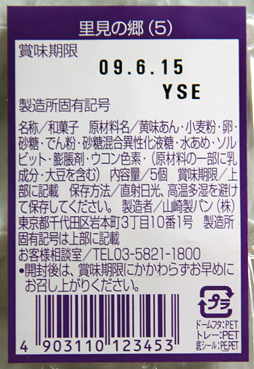 里見の郷(5)
賞味期限
09.6.15
YSE
製造所固有記号
名称/和菓子 原材料名/黄味あん・小麦粉・卵・
砂糖・でん粉・砂糖混合異性化液糖・水あめ・ソル
ビット・膨脹剤・ウコン色素・(原材料の一部に乳
成分・大豆を含む) 内容量/5個 賞味期限/上
部に記載 保存方法/直射日光、高温多湿を避け
て保存してください。 製造者/山崎製パン(株)
東京都千代田区岩本町3丁目10番1号 製造所
固有記号は上部に記載
お客様相談室/TEL03-5821-1800
•開封後は、賞味期限にかかわらずお早めに
お召し上がりください。
プラ
ドームフタ:PET
トレー:PET
底シール:PE,PET
4 903110 123453